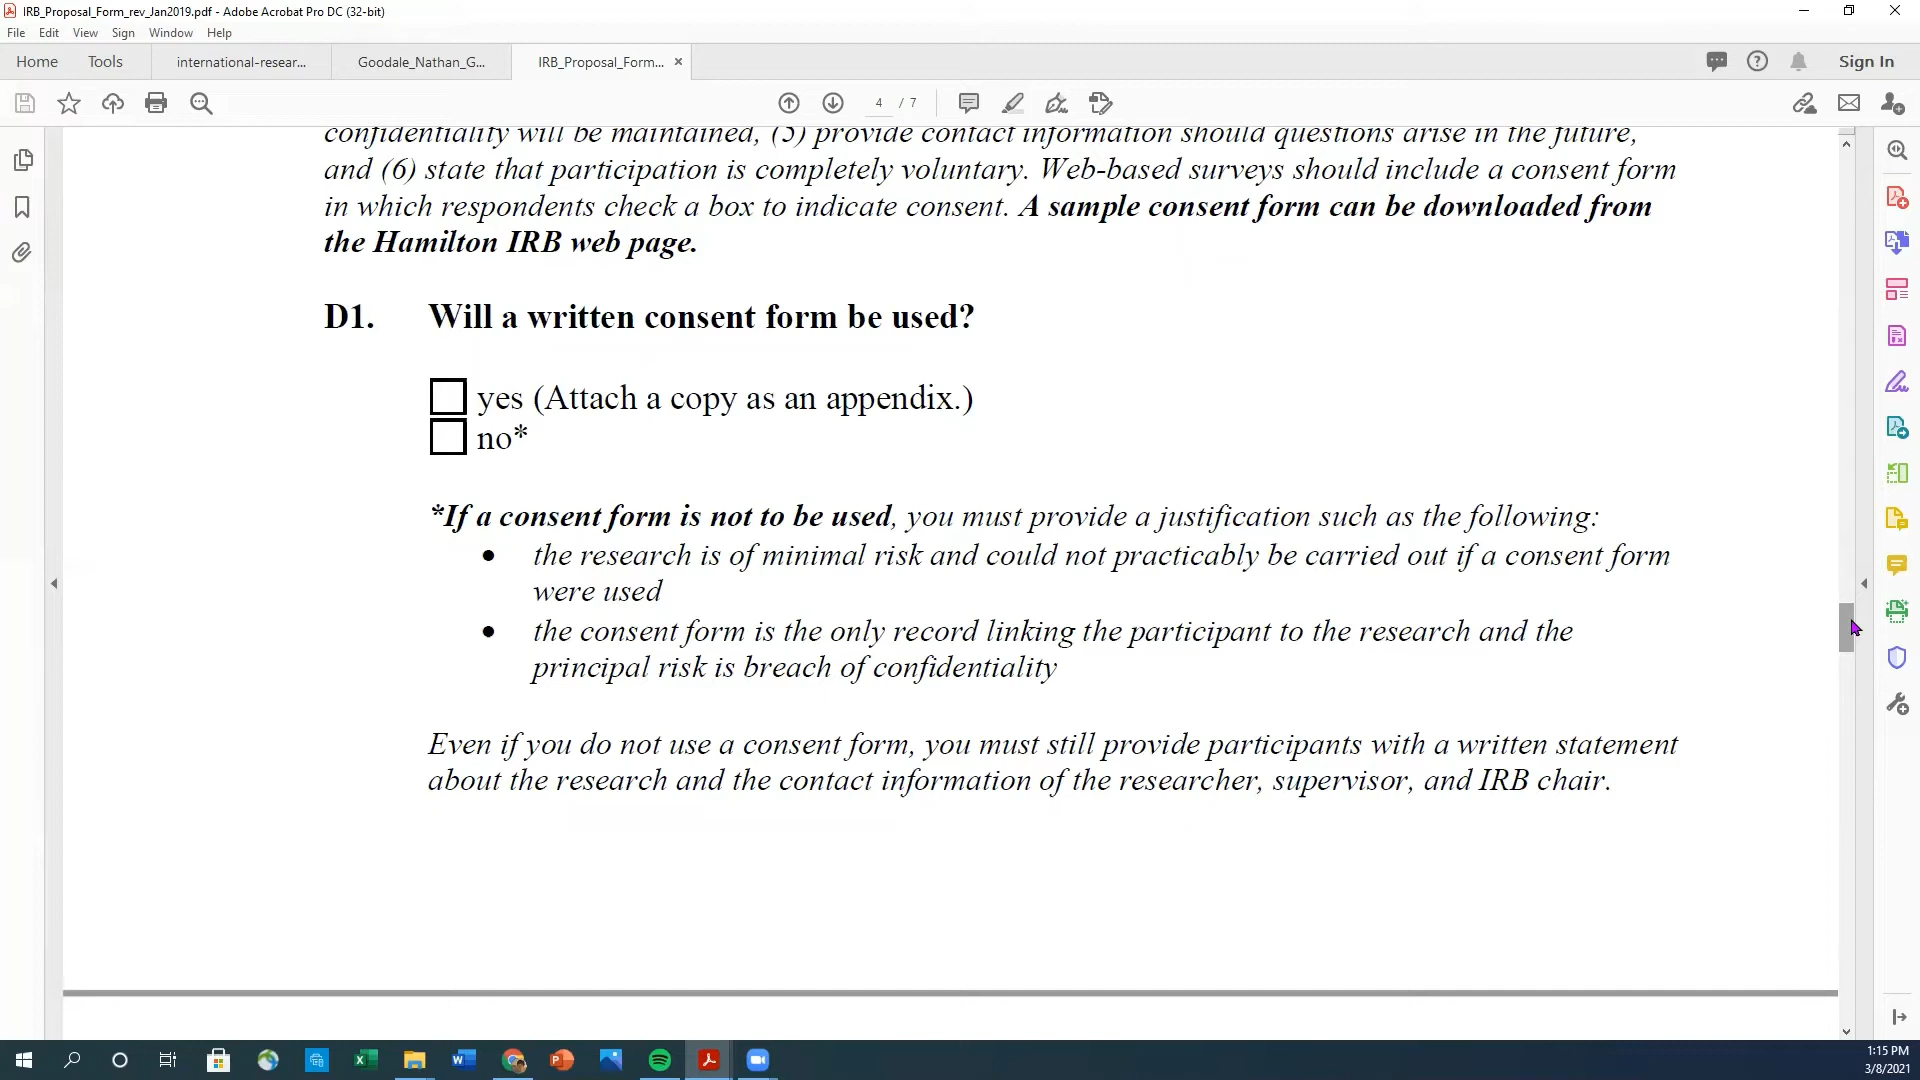 IRB_Proposal_Form_rev_Jan2019.pdf - Adobe Acrobat Pro DC (32-bit)
File Edit View Sign Window Help
Home Tools international-resear... Goodale_Nathan_G... IRB_Proposal_Form... × Sign In
4 / 7
confidentiality will be maintained, (5) provide contact information should questions arise in the future,
and (6) state that participation is completely voluntary. Web-based surveys should include a consent form
in which respondents check a box to indicate consent. A sample consent form can be downloaded from
the Hamilton IRB web page.
D1. Will a written consent form be used?
yes (Attach a copy as an appendix.)
no*
*If a consent form is not to be used, you must provide a justification such as the following:
• the research is of minimal risk and could not practicably be carried out if a consent form
were used
• the consent form is the only record linking the participant to the research and the
principal risk is breach of confidentiality
Even if you do not use a consent form, you must still provide participants with a written statement
about the research and the contact information of the researcher, supervisor, and IRB chair.
1:15 PM
3/8/2021